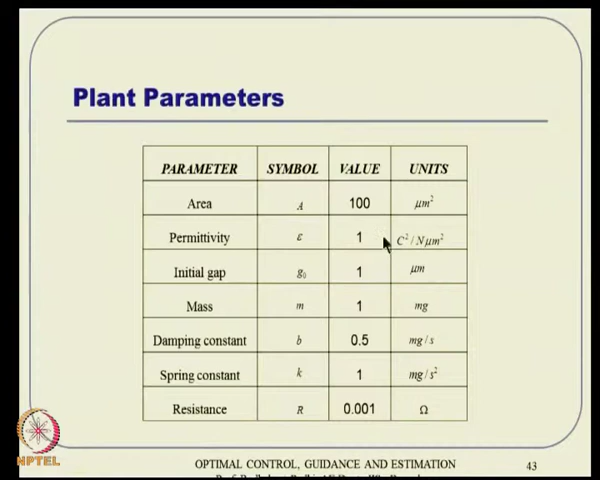 Plant Parameters
PARAMETER SYMBOL VALUE UNITS
Area A 100 μm²
Permittivity ε 1 C²/Nμm²
Initial gap g₀ 1 μm
Mass m 1 mg
Damping constant b 0.5 mg/s
Spring constant k 1 mg/s²
Resistance R 0.001 Ω
NPTEL
OPTIMAL CONTROL, GUIDANCE AND ESTIMATION 43